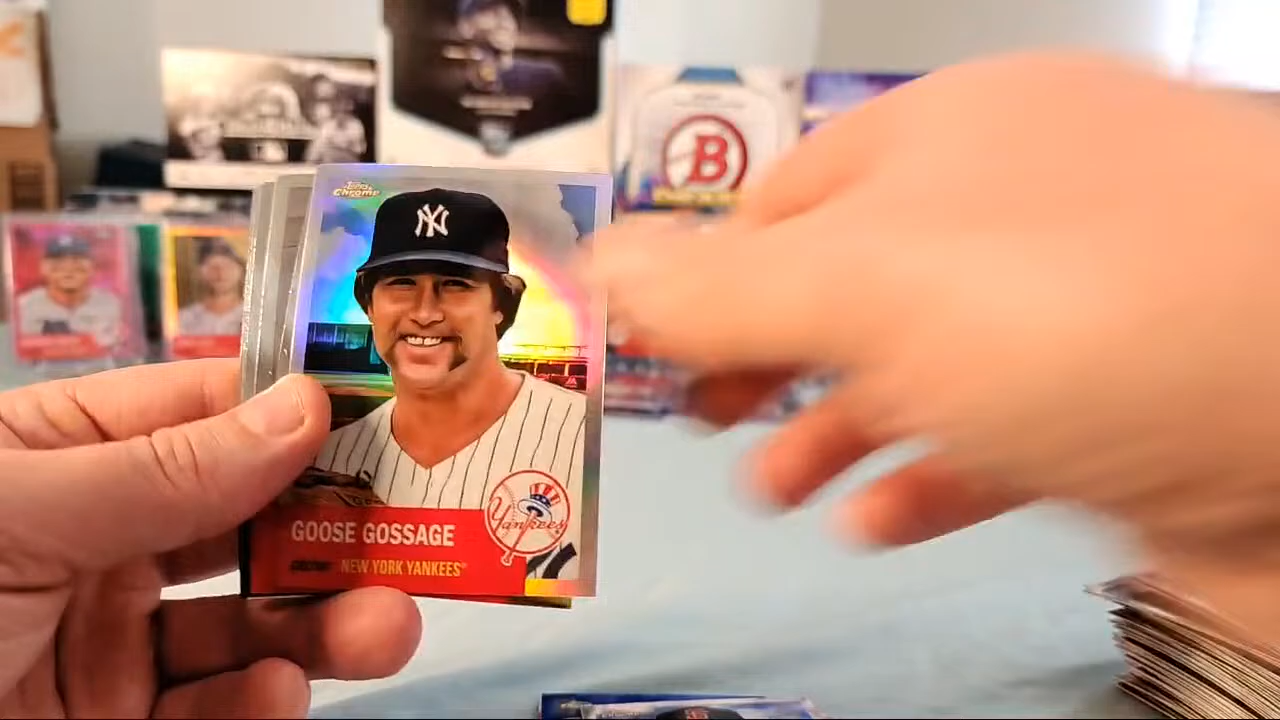 Topps
Chrome
NY
B
GOOSE GOSSAGE
Yankees
NEW YORK YANKEES